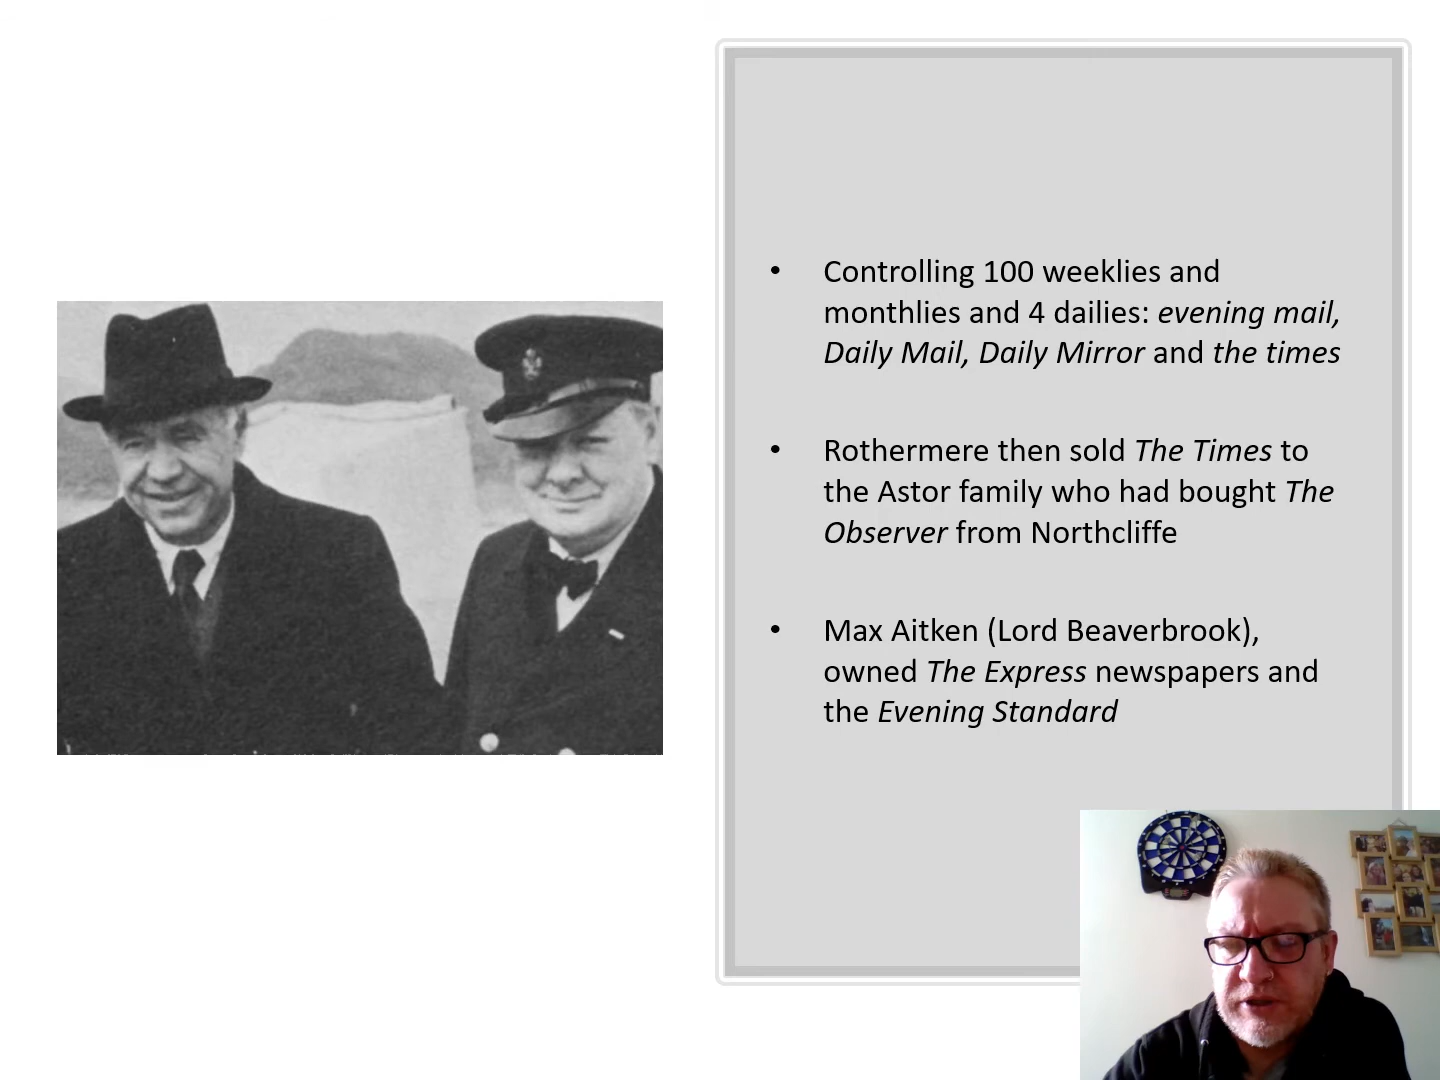 • Controlling 100 weeklies and
monthlies and 4 dailies: evening mail,
Daily Mail, Daily Mirror and the times
• Rothermere then sold The Times to
the Astor family who had bought The
Observer from Northcliffe
• Max Aitken (Lord Beaverbrook),
owned The Express newspapers and
the Evening Standard